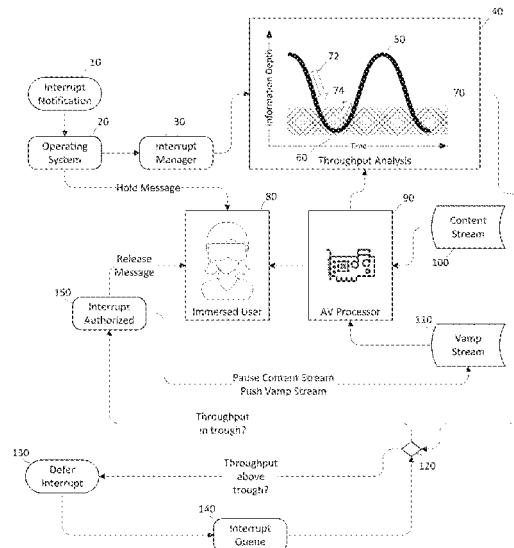 10
Interrupt
Notification
20
Operating
System
30
Interrupt
Manager
40
Information Depth
72
50
74
70
60
Time
Throughput Analysis
Hold Message
80
90
Content
Stream
100
Release
Message
150
Interrupt
Authorized
Immersed User
AV Processor
110
Vamp
Stream
Pause Content Stream
Push Vamp Stream
Throughput
in trough?
130
Defer
Interrupt
Throughput
above
trough?
120
140
Interrupt
Queue